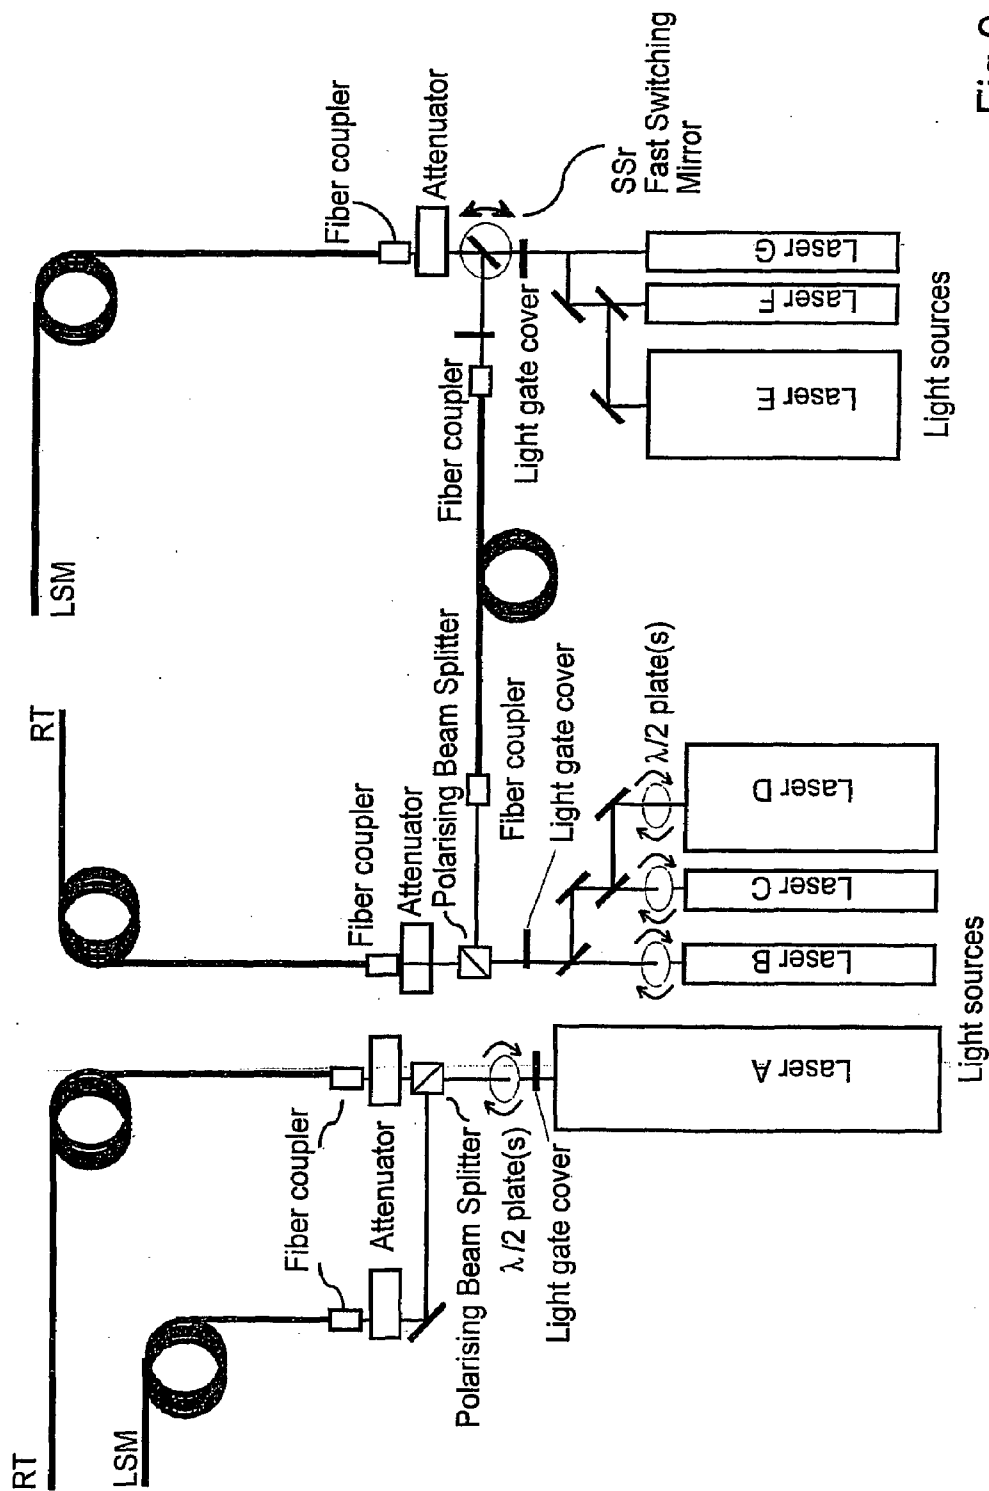 RT
LSM
Fiber coupler
Attenuator
Polarising Beam Splitter
λ/2 plate(s)
Light gate cover
Laser A
RT
Fiber coupler
Attenuator
Polarising Beam Splitter
Fiber coupler
Light gate cover
λ/2 plate(s)
Laser B
Laser C
Laser D
Light sources
LSM
Fiber coupler
Attenuator
SSr
Fast Switching
Mirror
Fiber coupler
Light gate cover
Laser E
Laser F
Laser G
Light sources